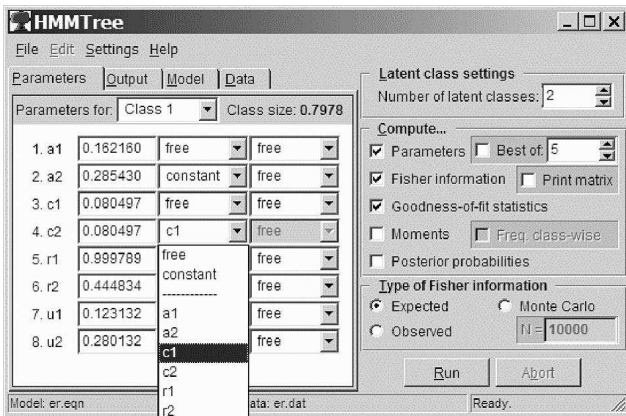 HMMTree
File Edit Settings Help
Parameters Output Model Data
Parameters for: Class 1 Class size: 0.7978
1. a1 0.162160 free free
2. a2 0.285430 constant free
3. c1 0.080497 free free
4. c2 0.080497 c1 free
5. r1 0.999789 free
6. r2 0.444834 free
7. u1 0.123132 free
8. u2 0.280132 free
free
constant
------------
a1
a2
c1
c2
r1
r2
Latent class settings
Number of latent classes: 2
Compute...
Parameters Best of: 5
Fisher information Print matrix
Goodness-of-fit statistics
Moments Freq. class-wise
Posterior probabilities
Type of Fisher information
Expected Monte Carlo
Observed N = 10000
Run Abort
Model: er.eqn ata: er.dat Ready.